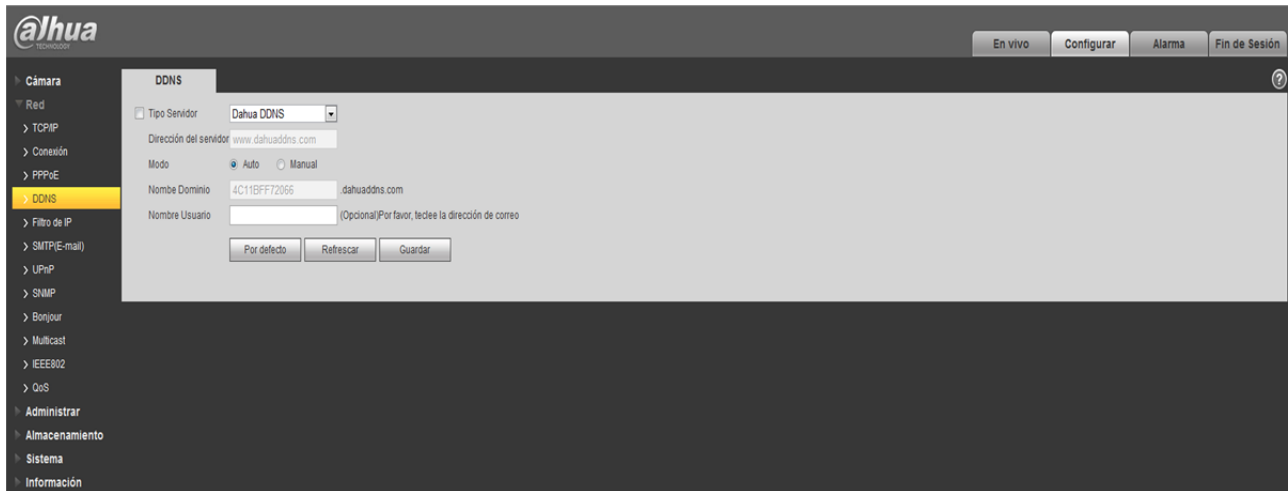 alhua
TECHNOLOGY
En vivo
Configurar
Alarma
Fin de Sesión
Cámara
Red
TCP/IP
Conexión
PPPoE
DDNS
Filtro de IP
SMTP(E-mail)
UPnP
SNMP
Bonjour
Multicast
IEEE802
QoS
Administrar
Almacenamiento
Sistema
Información
DDNS
Tipo Servidor Dahua DDNS
Dirección del servidor www.dahuaddns.com
Modo Auto Manual
Nombe Dominio 4C11BFF72066 .dahuaddns.com
Nombre Usuario (Opcional)Por favor, teclee la dirección de correo
Por defecto Refrescar Guardar
?